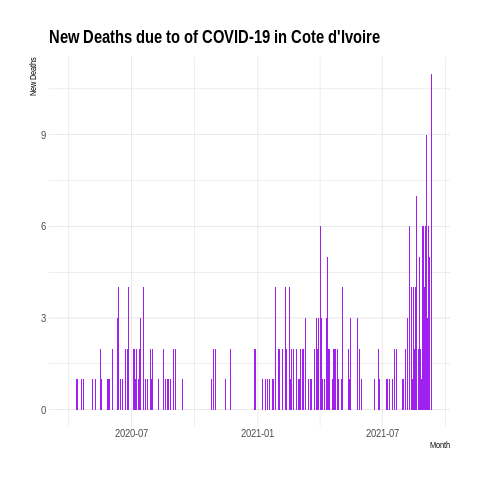 New Deaths due to of COVID-19 in Cote d'Ivoire
New Deaths
9
6
3
0
2020-07 2021-01 2021-07
Month